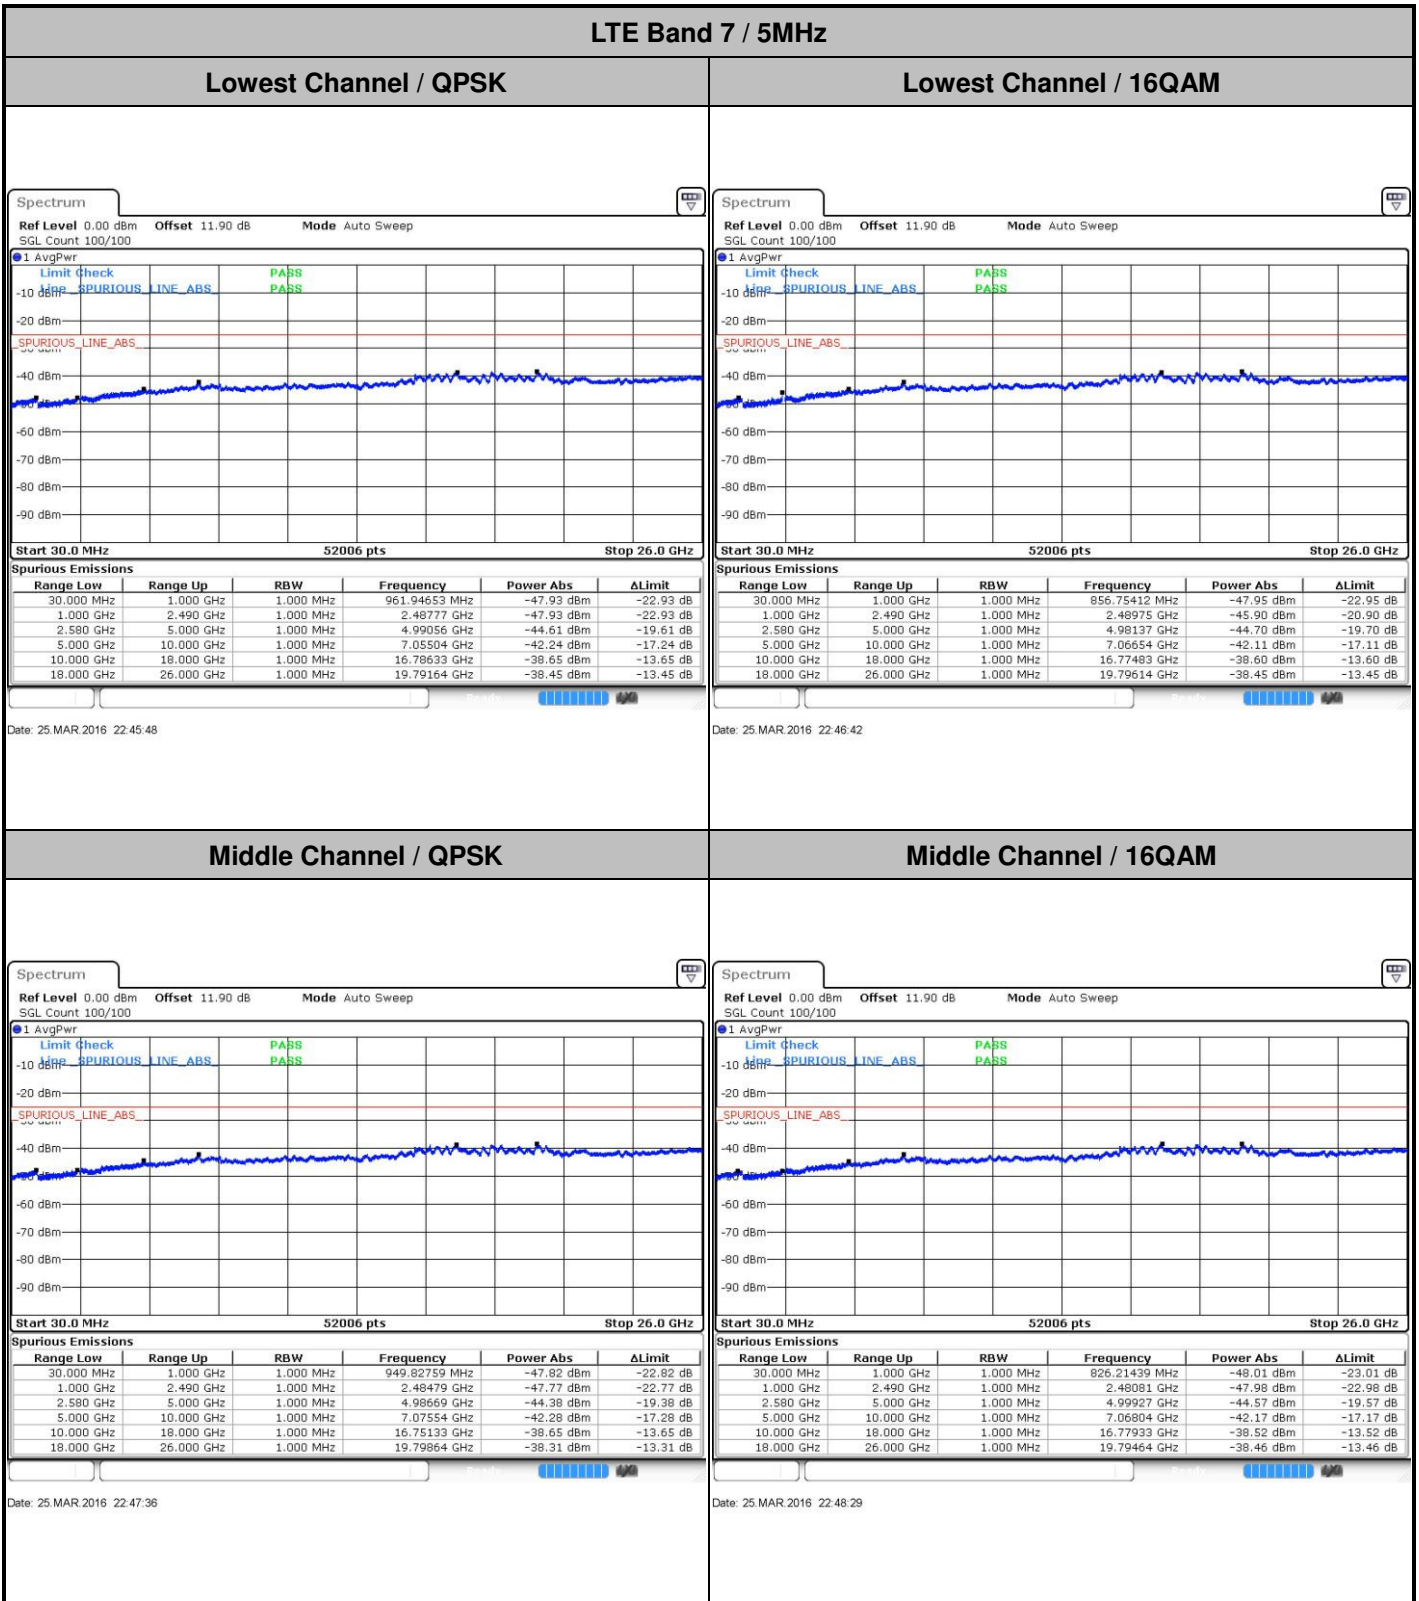 LTE Band 7 / 5MHz
Lowest Channel / QPSK
Lowest Channel / 16QAM
Spectrum
Ref Level 0.00 dBm Offset 11.90 dB Mode Auto Sweep
SGL Count 100/100
1 AvgPwr
Limit Check PASS
-10 dBm Line _SPURIOUS_LINE_ABS_ PASS
-20 dBm
_SPURIOUS_LINE_ABS_
-30 dBm
-40 dBm
-50 dBm
-60 dBm
-70 dBm
-80 dBm
-90 dBm
Start 30.0 MHz 52006 pts Stop 26.0 GHz
Spurious Emissions
Range Low Range Up RBW Frequency Power Abs ΔLimit
30.000 MHz 1.000 GHz 1.000 MHz 961.94653 MHz -47.93 dBm -22.93 dB
1.000 GHz 2.490 GHz 1.000 MHz 2.48777 GHz -47.93 dBm -22.93 dB
2.580 GHz 5.000 GHz 1.000 MHz 4.99056 GHz -44.61 dBm -19.61 dB
5.000 GHz 10.000 GHz 1.000 MHz 7.05504 GHz -42.24 dBm -17.24 dB
10.000 GHz 18.000 GHz 1.000 MHz 16.78633 GHz -38.65 dBm -13.65 dB
18.000 GHz 26.000 GHz 1.000 MHz 19.79164 GHz -38.45 dBm -13.45 dB
Date: 25.MAR.2016 22:45:48
Spectrum
Ref Level 0.00 dBm Offset 11.90 dB Mode Auto Sweep
SGL Count 100/100
1 AvgPwr
Limit Check PASS
-10 dBm Line _SPURIOUS_LINE_ABS_ PASS
-20 dBm
_SPURIOUS_LINE_ABS_
-30 dBm
-40 dBm
-50 dBm
-60 dBm
-70 dBm
-80 dBm
-90 dBm
Start 30.0 MHz 52006 pts Stop 26.0 GHz
Spurious Emissions
Range Low Range Up RBW Frequency Power Abs ΔLimit
30.000 MHz 1.000 GHz 1.000 MHz 856.75412 MHz -47.95 dBm -22.95 dB
1.000 GHz 2.490 GHz 1.000 MHz 2.48975 GHz -45.90 dBm -20.90 dB
2.580 GHz 5.000 GHz 1.000 MHz 4.98137 GHz -44.70 dBm -19.70 dB
5.000 GHz 10.000 GHz 1.000 MHz 7.06654 GHz -42.11 dBm -17.11 dB
10.000 GHz 18.000 GHz 1.000 MHz 16.77483 GHz -38.60 dBm -13.60 dB
18.000 GHz 26.000 GHz 1.000 MHz 19.79614 GHz -38.45 dBm -13.45 dB
Date: 25.MAR.2016 22:46:42
Middle Channel / QPSK
Middle Channel / 16QAM
Spectrum
Ref Level 0.00 dBm Offset 11.90 dB Mode Auto Sweep
SGL Count 100/100
1 AvgPwr
Limit Check PASS
-10 dBm Line _SPURIOUS_LINE_ABS_ PASS
-20 dBm
_SPURIOUS_LINE_ABS_
-30 dBm
-40 dBm
-50 dBm
-60 dBm
-70 dBm
-80 dBm
-90 dBm
Start 30.0 MHz 52006 pts Stop 26.0 GHz
Spurious Emissions
Range Low Range Up RBW Frequency Power Abs ΔLimit
30.000 MHz 1.000 GHz 1.000 MHz 949.82759 MHz -47.82 dBm -22.82 dB
1.000 GHz 2.490 GHz 1.000 MHz 2.48479 GHz -47.77 dBm -22.77 dB
2.580 GHz 5.000 GHz 1.000 MHz 4.98669 GHz -44.38 dBm -19.38 dB
5.000 GHz 10.000 GHz 1.000 MHz 7.07554 GHz -42.28 dBm -17.28 dB
10.000 GHz 18.000 GHz 1.000 MHz 16.75133 GHz -38.65 dBm -13.65 dB
18.000 GHz 26.000 GHz 1.000 MHz 19.79864 GHz -38.31 dBm -13.31 dB
Date: 25.MAR.2016 22:47:36
Spectrum
Ref Level 0.00 dBm Offset 11.90 dB Mode Auto Sweep
SGL Count 100/100
1 AvgPwr
Limit Check PASS
-10 dBm Line _SPURIOUS_LINE_ABS_ PASS
-20 dBm
_SPURIOUS_LINE_ABS_
-30 dBm
-40 dBm
-50 dBm
-60 dBm
-70 dBm
-80 dBm
-90 dBm
Start 30.0 MHz 52006 pts Stop 26.0 GHz
Spurious Emissions
Range Low Range Up RBW Frequency Power Abs ΔLimit
30.000 MHz 1.000 GHz 1.000 MHz 826.21439 MHz -48.01 dBm -23.01 dB
1.000 GHz 2.490 GHz 1.000 MHz 2.48081 GHz -47.98 dBm -22.98 dB
2.580 GHz 5.000 GHz 1.000 MHz 4.99927 GHz -44.57 dBm -19.57 dB
5.000 GHz 10.000 GHz 1.000 MHz 7.06804 GHz -42.17 dBm -17.17 dB
10.000 GHz 18.000 GHz 1.000 MHz 16.77933 GHz -38.52 dBm -13.52 dB
18.000 GHz 26.000 GHz 1.000 MHz 19.79464 GHz -38.46 dBm -13.46 dB
Date: 25.MAR.2016 22:48:29